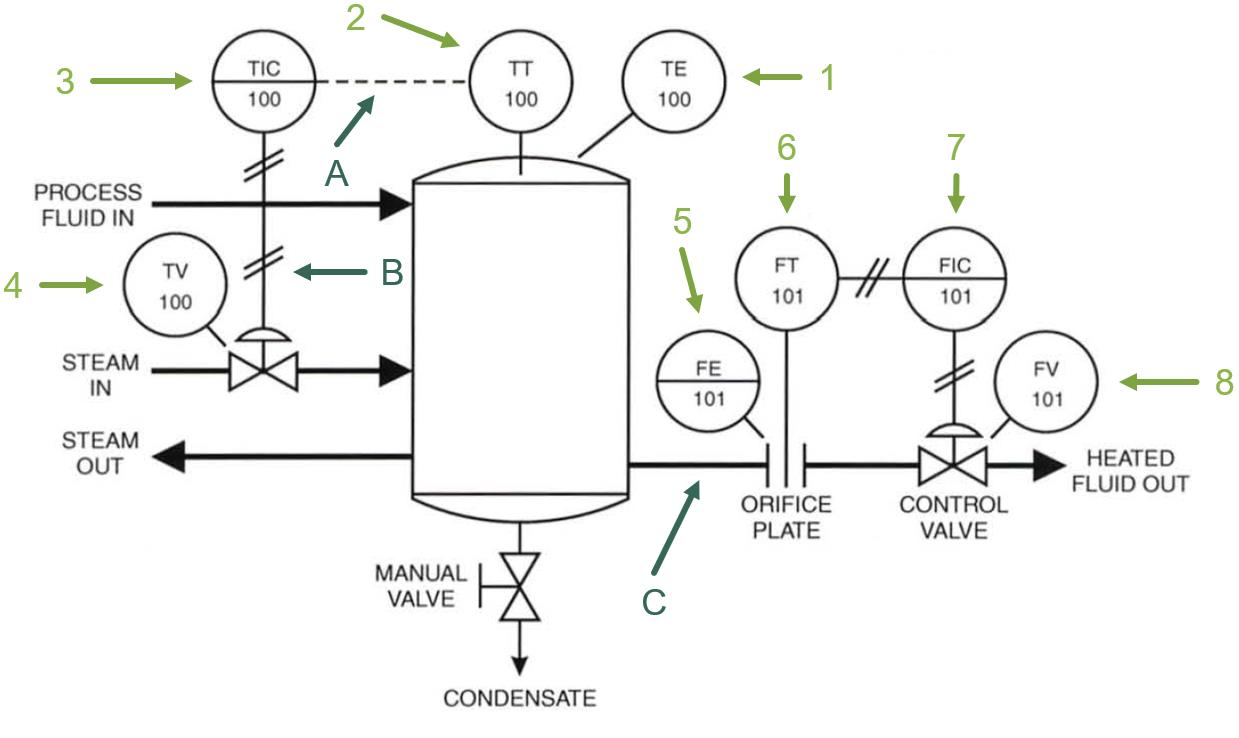 2
3
TIC
100
TT
100
TE
100
1
A
6
7
PROCESS
FLUID IN
5
4
TV
100
B
FT
101
FIC
101
STEAM
IN
FE
101
FV
101
8
STEAM
OUT
HEATED
FLUID OUT
ORIFICE
PLATE
CONTROL
VALVE
MANUAL
VALVE
C
CONDENSATE